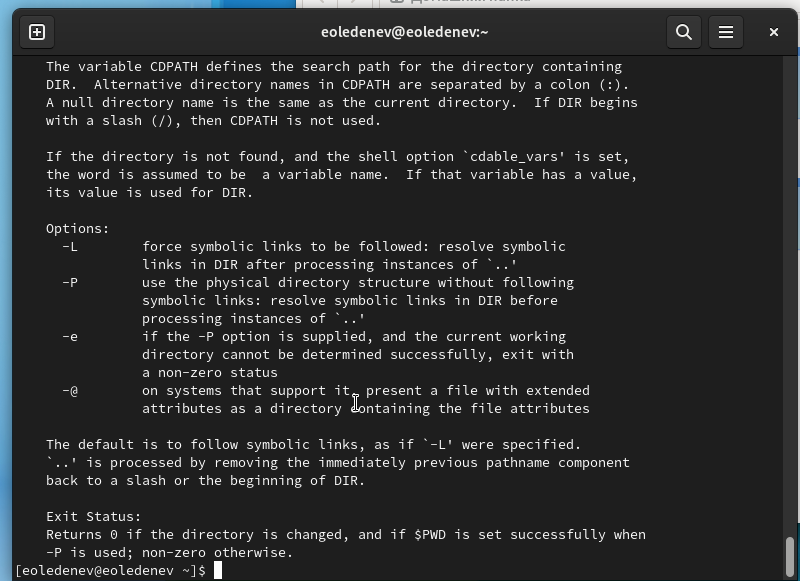 eoledenev@eoledenev:~
The variable CDPATH defines the search path for the directory containing
DIR.  Alternative directory names in CDPATH are separated by a colon (:).
A null directory name is the same as the current directory.  If DIR begins
with a slash (/), then CDPATH is not used.

If the directory is not found, and the shell option `cdable_vars' is set,
the word is assumed to be  a variable name.  If that variable has a value,
its value is used for DIR.

Options:
  -L        force symbolic links to be followed: resolve symbolic
            links in DIR after processing instances of `..'
  -P        use the physical directory structure without following
            symbolic links: resolve symbolic links in DIR before
            processing instances of `..'
  -e        if the -P option is supplied, and the current working
            directory cannot be determined successfully, exit with
            a non-zero status
  -@        on systems that support it, present a file with extended
            attributes as a directory containing the file attributes

The default is to follow symbolic links, as if `-L' were specified.
`..' is processed by removing the immediately previous pathname component
back to a slash or the beginning of DIR.

Exit Status:
Returns 0 if the directory is changed, and if $PWD is set successfully when
-P is used; non-zero otherwise.
[eoledenev@eoledenev ~]$